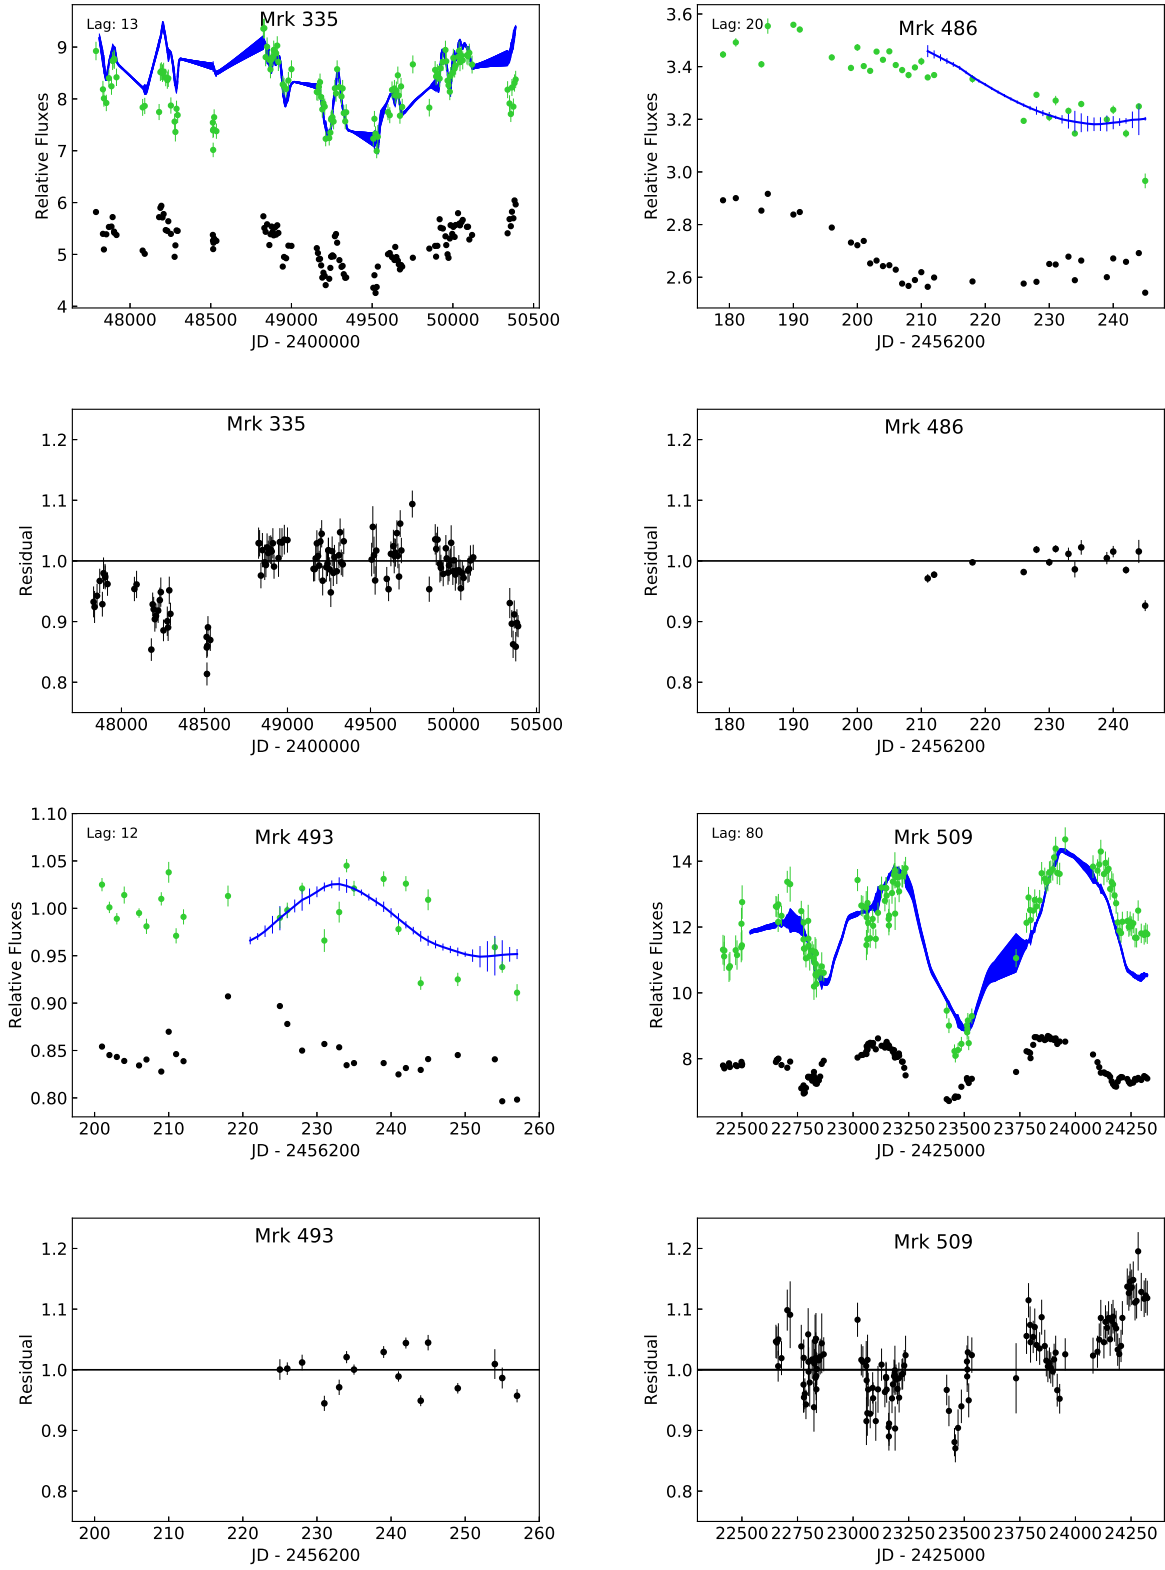 Lag: 13
Mrk 335
Relative Fluxes
9
8
7
6
5
4
48000 48500 49000 49500 50000 50500
JD - 2400000
Lag: 20
Mrk 486
Relative Fluxes
3.6
3.4
3.2
3.0
2.8
2.6
180 190 200 210 220 230 240
JD - 2456200
Mrk 335
Residual
1.2
1.1
1.0
0.9
0.8
48000 48500 49000 49500 50000 50500
JD - 2400000
Mrk 486
Residual
1.2
1.1
1.0
0.9
0.8
180 190 200 210 220 230 240
JD - 2456200
Lag: 12
Mrk 493
Relative Fluxes
1.10
1.05
1.00
0.95
0.90
0.85
0.80
200 210 220 230 240 250 260
JD - 2456200
Lag: 80
Mrk 509
Relative Fluxes
14
12
10
8
22500 22750 23000 23250 23500 23750 24000 24250
JD - 2425000
Mrk 493
Residual
1.2
1.1
1.0
0.9
0.8
200 210 220 230 240 250 260
JD - 2456200
Mrk 509
Residual
1.2
1.1
1.0
0.9
0.8
22500 22750 23000 23250 23500 23750 24000 24250
JD - 2425000